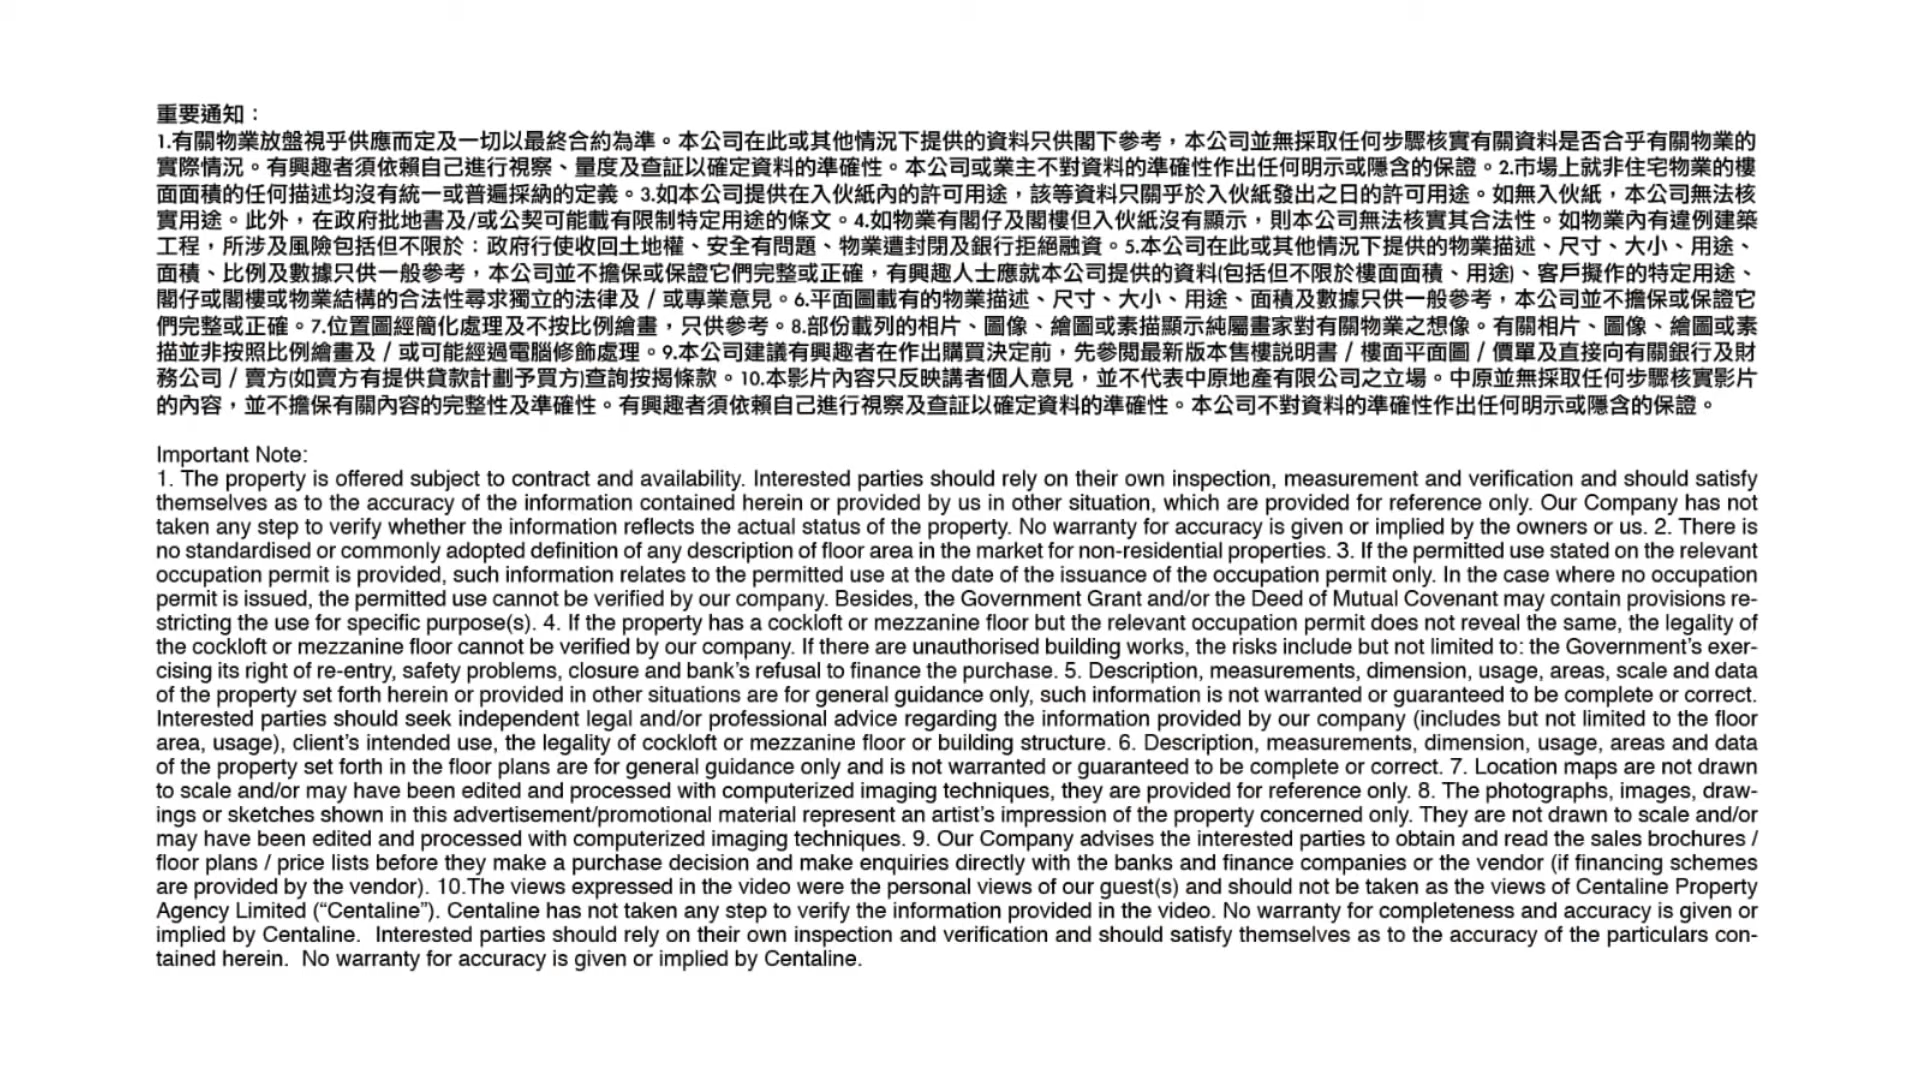 重要通知：
1.有關物業放盤視乎供應而定及一切以最終合約為準。本公司在此或其他情況下提供的資料只供閣下參考，本公司並無採取任何步驟核實有關資料是否合乎有關物業的
實際情況。有興趣者須依賴自己進行視察、量度及查証以確定資料的準確性。本公司或業主不對資料的準確性作出任何明示或隱含的保證。2.市場上就非住宅物業的樓
面面積的任何描述均沒有統一或普遍採納的定義。3.如本公司提供在入伙紙內的許可用途，該等資料只關乎於入伙紙發出之日的許可用途。如無入伙紙，本公司無法核
實用途。此外，在政府批地書及/或公契可能載有限制特定用途的條文。4.如物業有閣仔及閣樓但入伙紙沒有顯示，則本公司無法核實其合法性。如物業內有違例建築
工程，所涉及風險包括但不限於：政府行使收回土地權、安全有問題、物業遭封閉及銀行拒絕融資。5.本公司在此或其他情況下提供的物業描述、尺寸、大小、用途、
面積、比例及數據只供一般參考，本公司並不擔保或保證它們完整或正確，有興趣人士應就本公司提供的資料(包括但不限於樓面面積、用途)、客戶擬作的特定用途、
閣仔或閣樓或物業結構的合法性尋求獨立的法律及 / 或專業意見。6.平面圖載有的物業描述、尺寸、大小、用途、面積及數據只供一般參考，本公司並不擔保或保證它
們完整或正確。7.位置圖經簡化處理及不按比例繪畫，只供參考。8.部份載列的相片、圖像、繪圖或素描顯示純屬畫家對有關物業之想像。有關相片、圖像、繪圖或素
描並非按照比例繪畫及 / 或可能經過電腦修飾處理。9.本公司建議有興趣者在作出購買決定前，先參閱最新版本售樓説明書 / 樓面平面圖 / 價單及直接向有關銀行及財
務公司 / 賣方(如賣方有提供貸款計劃予買方)查詢按揭條款。10.本影片內容只反映講者個人意見，並不代表中原地產有限公司之立場。中原並無採取任何步驟核實影片
的內容，並不擔保有關內容的完整性及準確性。有興趣者須依賴自己進行視察及查証以確定資料的準確性。本公司不對資料的準確性作出任何明示或隱含的保證。
Important Note:
1. The property is offered subject to contract and availability. Interested parties should rely on their own inspection, measurement and verification and should satisfy
themselves as to the accuracy of the information contained herein or provided by us in other situation, which are provided for reference only. Our Company has not
taken any step to verify whether the information reflects the actual status of the property. No warranty for accuracy is given or implied by the owners or us. 2. There is
no standardised or commonly adopted definition of any description of floor area in the market for non-residential properties. 3. If the permitted use stated on the relevant
occupation permit is provided, such information relates to the permitted use at the date of the issuance of the occupation permit only. In the case where no occupation
permit is issued, the permitted use cannot be verified by our company. Besides, the Government Grant and/or the Deed of Mutual Covenant may contain provisions re-
stricting the use for specific purpose(s). 4. If the property has a cockloft or mezzanine floor but the relevant occupation permit does not reveal the same, the legality of
the cockloft or mezzanine floor cannot be verified by our company. If there are unauthorised building works, the risks include but not limited to: the Government’s exer-
cising its right of re-entry, safety problems, closure and bank’s refusal to finance the purchase. 5. Description, measurements, dimension, usage, areas, scale and data
of the property set forth herein or provided in other situations are for general guidance only, such information is not warranted or guaranteed to be complete or correct.
Interested parties should seek independent legal and/or professional advice regarding the information provided by our company (includes but not limited to the floor
area, usage), client’s intended use, the legality of cockloft or mezzanine floor or building structure. 6. Description, measurements, dimension, usage, areas and data
of the property set forth in the floor plans are for general guidance only and is not warranted or guaranteed to be complete or correct. 7. Location maps are not drawn
to scale and/or may have been edited and processed with computerized imaging techniques, they are provided for reference only. 8. The photographs, images, draw-
ings or sketches shown in this advertisement/promotional material represent an artist’s impression of the property concerned only. They are not drawn to scale and/or
may have been edited and processed with computerized imaging techniques. 9. Our Company advises the interested parties to obtain and read the sales brochures /
floor plans / price lists before they make a purchase decision and make enquiries directly with the banks and finance companies or the vendor (if financing schemes
are provided by the vendor). 10.The views expressed in the video were the personal views of our guest(s) and should not be taken as the views of Centaline Property
Agency Limited (“Centaline”). Centaline has not taken any step to verify the information provided in the video. No warranty for completeness and accuracy is given or
implied by Centaline.  Interested parties should rely on their own inspection and verification and should satisfy themselves as to the accuracy of the particulars con-
tained herein.  No warranty for accuracy is given or implied by Centaline.